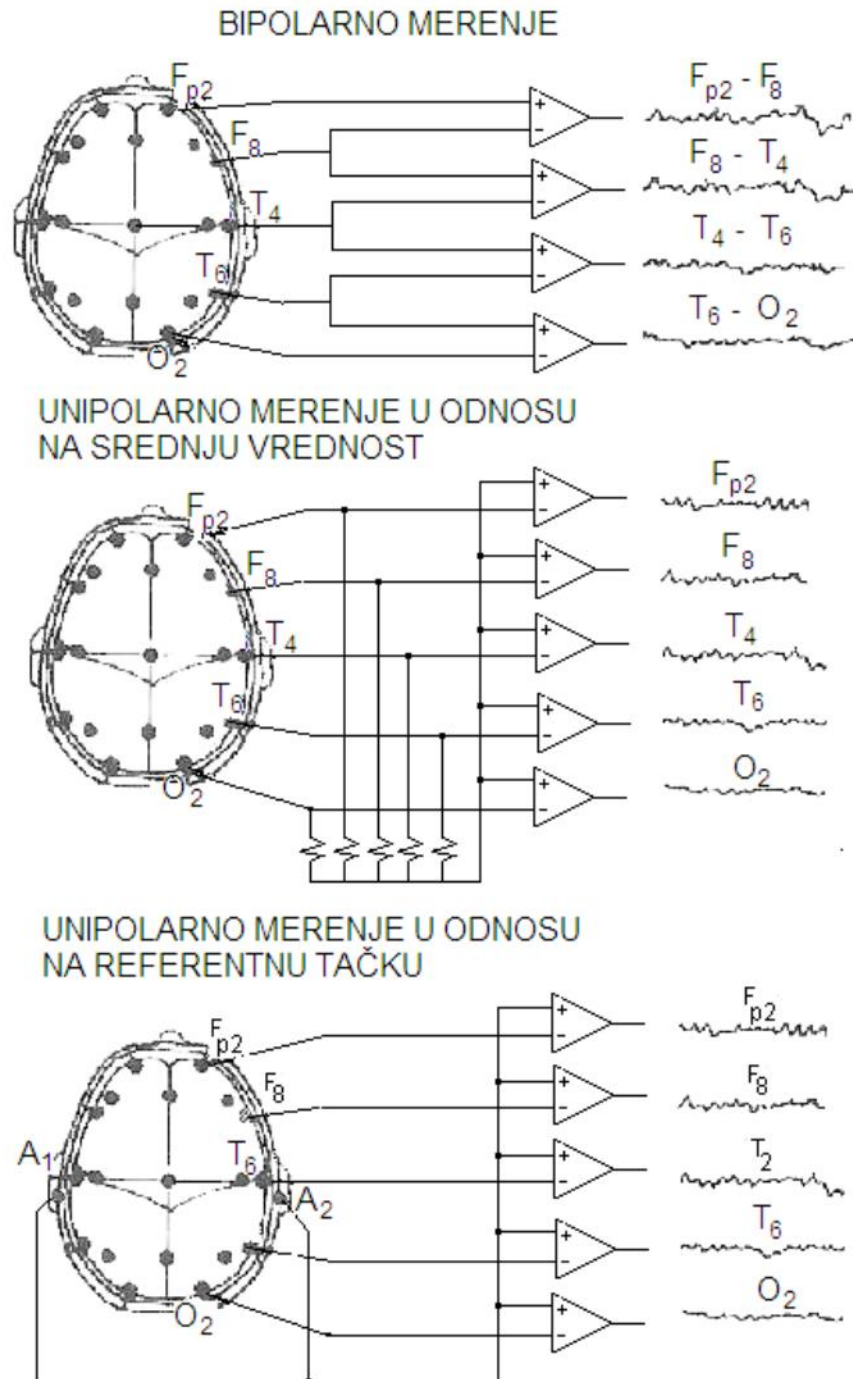 BIPOLARNO MERENJE
Fp2
F8
T4
T6
O2
+
−
+
−
+
−
+
−
Fp2 - F8
F8 - T4
T4 - T6
T6 - O2
UNIPOLARNO MERENJE U ODNOSU
NA SREDNJU VREDNOST
Fp2
F8
T4
T6
O2
+
−
+
−
+
−
+
−
+
−
Fp2
F8
T4
T6
O2
UNIPOLARNO MERENJE U ODNOSU
NA REFERENTNU TAČKU
Fp2
F8
A1
T6
A2
O2
+
−
+
−
+
−
+
−
+
−
Fp2
F8
T2
T6
O2